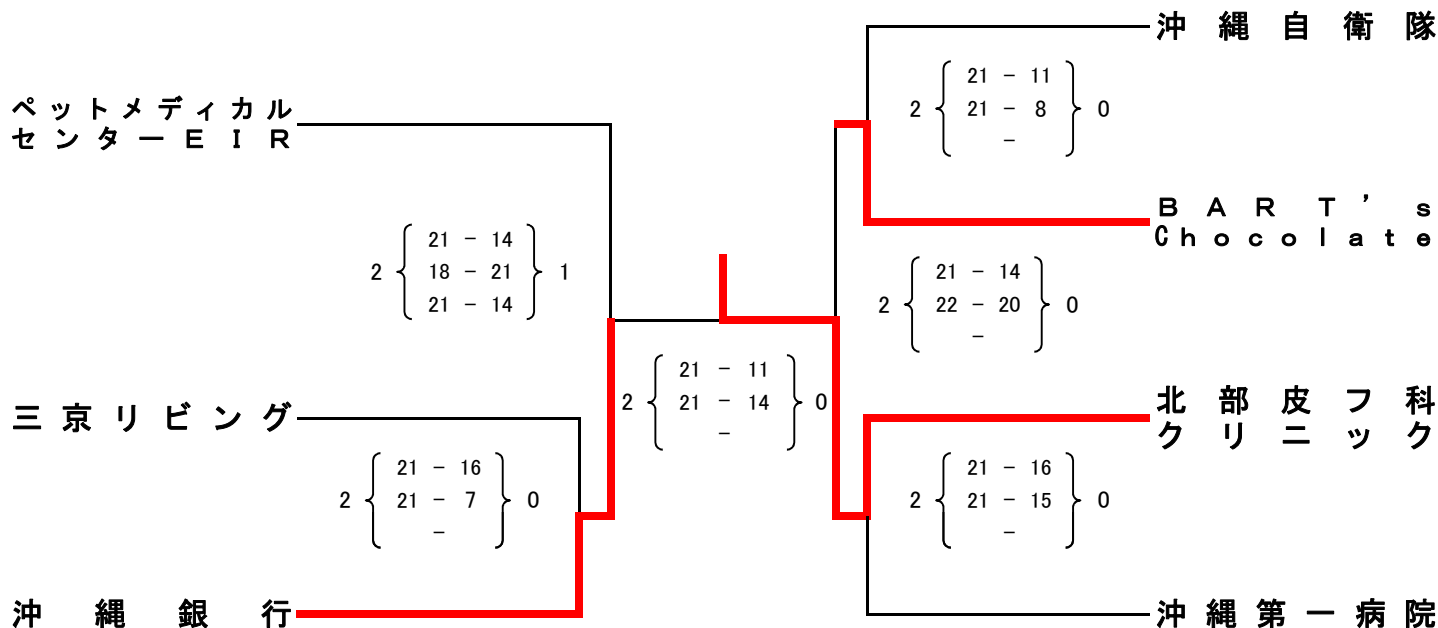 沖縄自衛隊
21 - 11
2 21 - 8 0
-
ペットメディカル
センターEIR
BART's
Chocolate
21 - 14
2 18 - 21 1
21 - 14
21 - 14
2 22 - 20 0
-
21 - 11
2 21 - 14 0
-
三京リビング
北部皮フ科
クリニック
21 - 16
2 21 - 7 0
-
21 - 16
2 21 - 15 0
-
沖縄銀行
沖縄第一病院